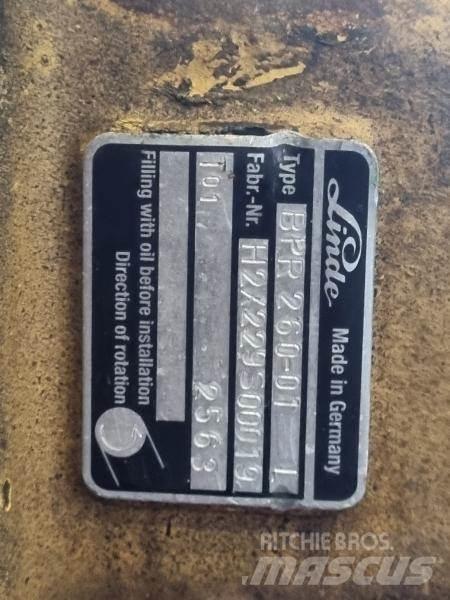 Linde Made in Germany
Type BPR 260-01 L
Fabr.-Nr. H2X229S00019
T01 2563
Filling with oil before installation
Direction of rotation
RITCHIE BROS.
MASCUS